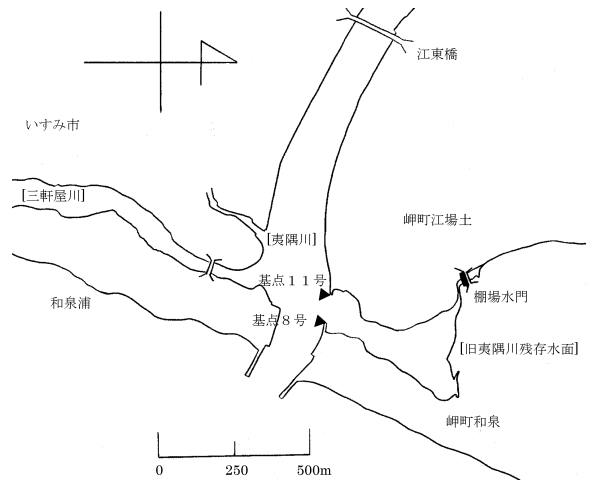 江東橋
いすみ市
[三軒屋川]
岬町江場土
[夷隅川]
基点11号
棚場水門
和泉浦
基点8号
[旧夷隅川残存水面]
岬町和泉
0 250 500m